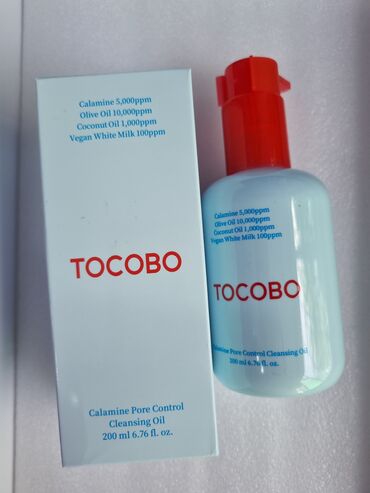 Calamine 5,000ppm
Olive Oil 10,000ppm
Coconut Oil 1,000ppm
Vegan White Milk 100ppm
TOCOBO
Calamine Pore Control
Cleansing Oil
200 ml 6.76 fl. oz.
Calamine 5,000ppm
Olive Oil 10,000ppm
Coconut Oil 1,000ppm
Vegan White Milk 100ppm
TOCOBO
Calamine Pore Control Cleansing Oil
200 ml 6.76 fl. oz.